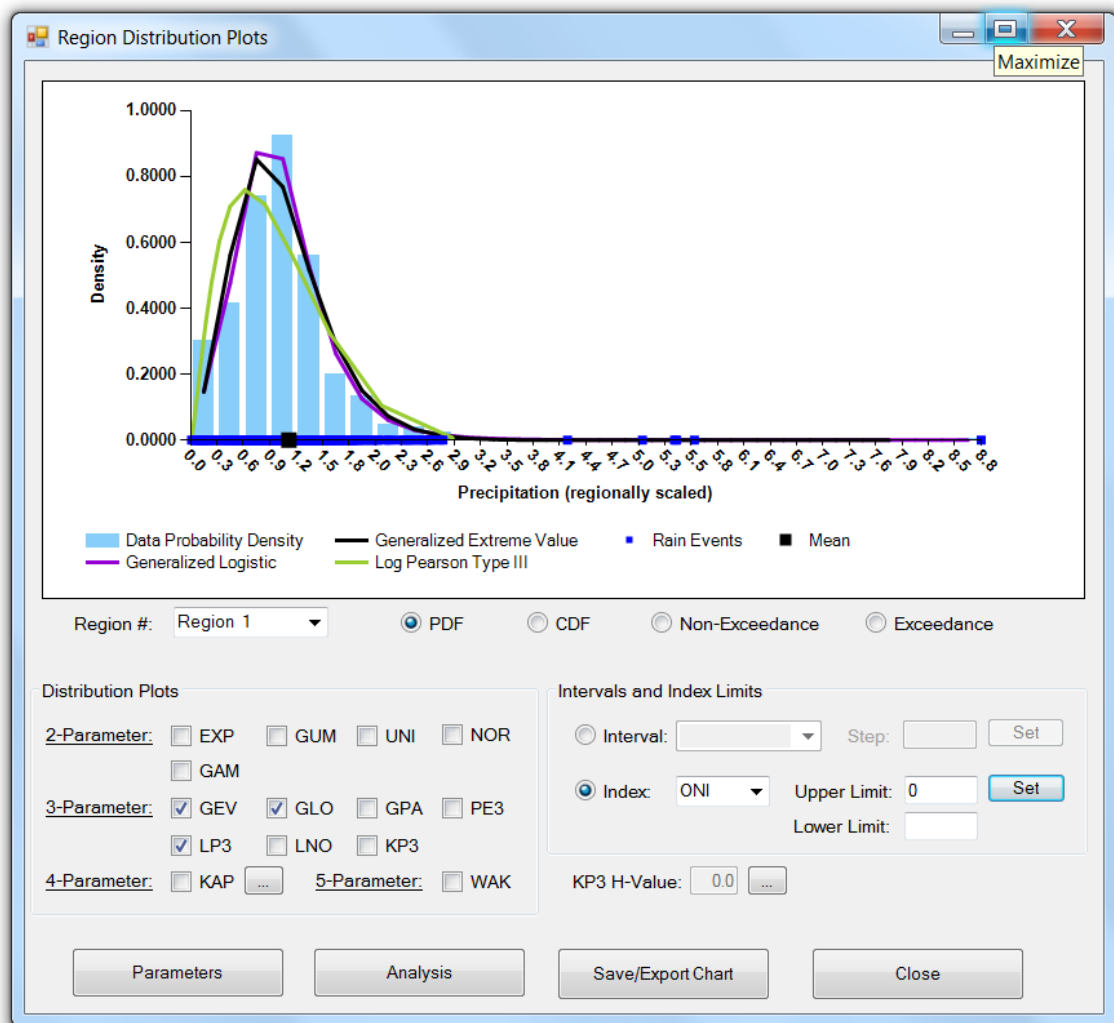 Region Distribution Plots
Maximize
1.0000
0.8000
0.6000
0.4000
0.2000
0.0000
Density
0.0 0.3 0.6 0.9 1.2 1.5 1.8 2.0 2.3 2.6 2.9 3.2 3.5 3.8 4.1 4.4 4.7 5.0 5.3 5.5 5.8 6.1 6.4 6.7 7.0 7.3 7.6 7.9 8.2 8.5 8.8
Precipitation (regionally scaled)
Data Probability Density Generalized Extreme Value Rain Events Mean
Generalized Logistic Log Pearson Type III
Region #: Region 1 PDF CDF Non-Exceedance Exceedance
Distribution Plots
2-Parameter: EXP GUM UNI NOR
GAM
3-Parameter: GEV GLO GPA PE3
LP3 LNO KP3
4-Parameter: KAP ... 5-Parameter: WAK
Intervals and Index Limits
Interval: Step: Set
Index: ONI Upper Limit: 0 Set
Lower Limit:
KP3 H-Value: 0.0 ...
Parameters Analysis Save/Export Chart Close